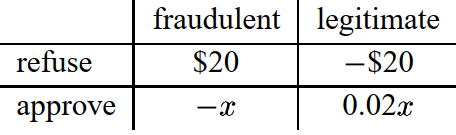 fraudulent legitimate
refuse $20 −$20
approve −x 0.02x